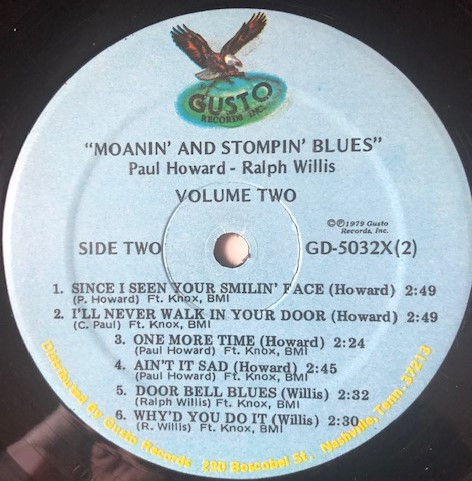 GUSTO
RECORDS INC.
"MOANIN' AND STOMPIN' BLUES"
Paul Howard - Ralph Willis
VOLUME TWO
©℗1979 Gusto
Records, Inc.
SIDE TWO
GD-5032X(2)
1. SINCE I SEEN YOUR SMILIN' FACE (Howard) 2:49
(P. Howard) Ft. Knox, BMI
2. I'LL NEVER WALK IN YOUR DOOR (Howard) 2:49
(C. Paul) Ft. Knox, BMI
3. ONE MORE TIME (Howard) 2:24
(Paul Howard) Ft. Knox, BMI
4. AIN'T IT SAD (Howard) 2:45
(Paul Howard) Ft. Knox, BMI
5. DOOR BELL BLUES (Willis) 2:32
(Ralph Willis) Ft. Knox, BMI
6. WHY'D YOU DO IT (Willis) 2:30
(R. Willis) Ft. Knox, BMI
Distributed By Gusto Records 220 Boscobel St., Nashville, Tenn. 37213